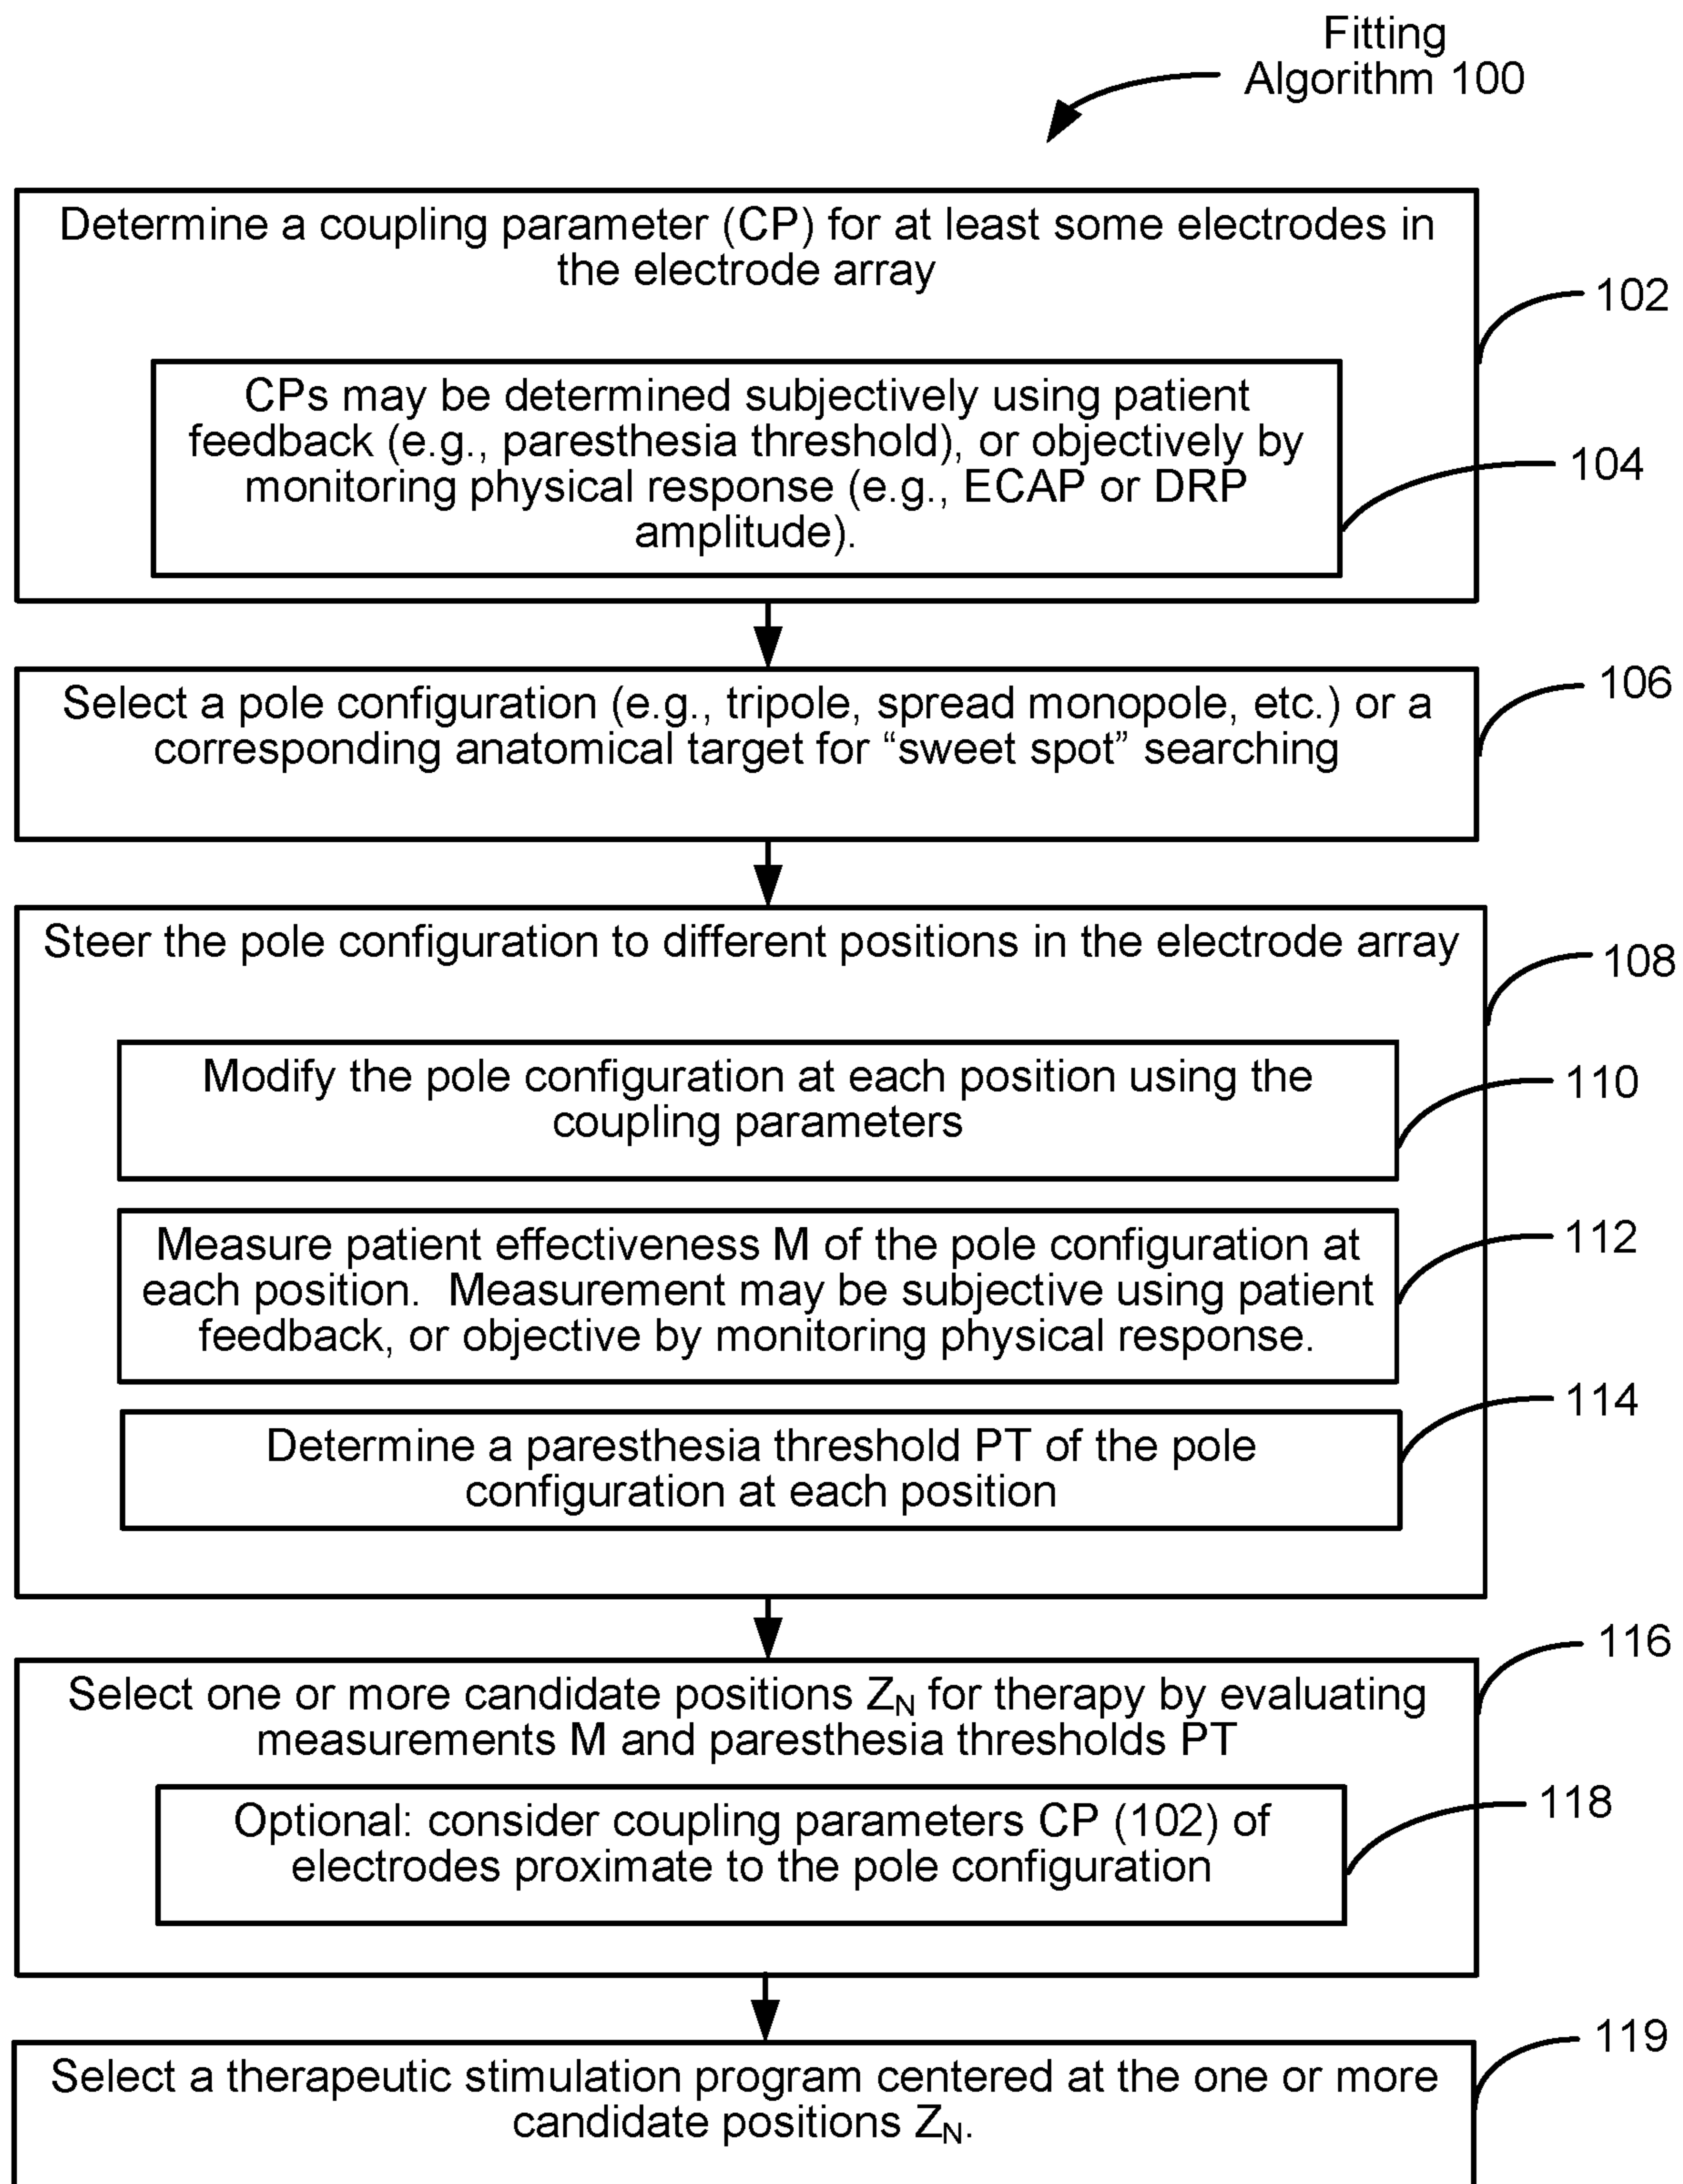 Fitting
Algorithm 100
Determine a coupling parameter (CP) for at least some electrodes in
the electrode array
102
CPs may be determined subjectively using patient
feedback (e.g., paresthesia threshold), or objectively by
monitoring physical response (e.g., ECAP or DRP
amplitude).
104
Select a pole configuration (e.g., tripole, spread monopole, etc.) or a
corresponding anatomical target for “sweet spot” searching
106
Steer the pole configuration to different positions in the electrode array
108
Modify the pole configuration at each position using the
coupling parameters
110
Measure patient effectiveness M of the pole configuration at
each position.  Measurement may be subjective using patient
feedback, or objective by monitoring physical response.
112
Determine a paresthesia threshold PT of the pole
configuration at each position
114
Select one or more candidate positions ZN for therapy by evaluating
measurements M and paresthesia thresholds PT
116
Optional: consider coupling parameters CP (102) of
electrodes proximate to the pole configuration
118
Select a therapeutic stimulation program centered at the one or more
candidate positions ZN.
119